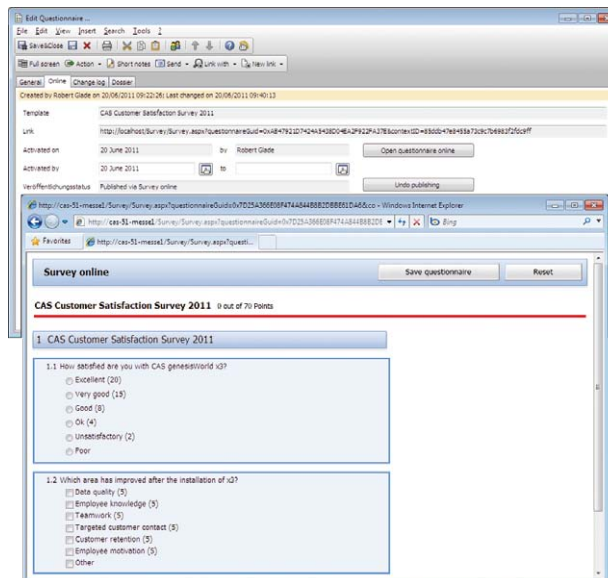 Edit Questionnaire ...
File Edit View Insert Search Tools ?
Save&Close
Full screen Action Short notes Send Link with New link
General Online Change log Dossier
Created by Robert Glade on 20/06/2011 09:22:26; Last changed on 20/06/2011 09:40:13
Template CAS Customer Satisfaction Survey 2011
Link
Activated on 20 June 2011 by Robert Glade Open questionnaire online
Activated by 20 June 2011 to
Veröffentlichungsstatus Published via Survey online Undo publishing
Windows Internet Explorer
Bing
Favorites http://cas-51-messe1/Survey/Survey.aspx?questi...
Survey online Save questionnaire Reset
CAS Customer Satisfaction Survey 2011 0 out of 70 Points
1 CAS Customer Satisfaction Survey 2011
1.1 How satisfied are you with CAS genesisWorld x3?
Excellent (20)
Very good (15)
Good (8)
Ok (4)
Unsatisfactory (2)
Poor
1.2 Which area has improved after the installation of x3?
Data quality (5)
Employee knowledge (5)
Teamwork (5)
Targeted customer contact (5)
Customer retention (5)
Employee motivation (5)
Other